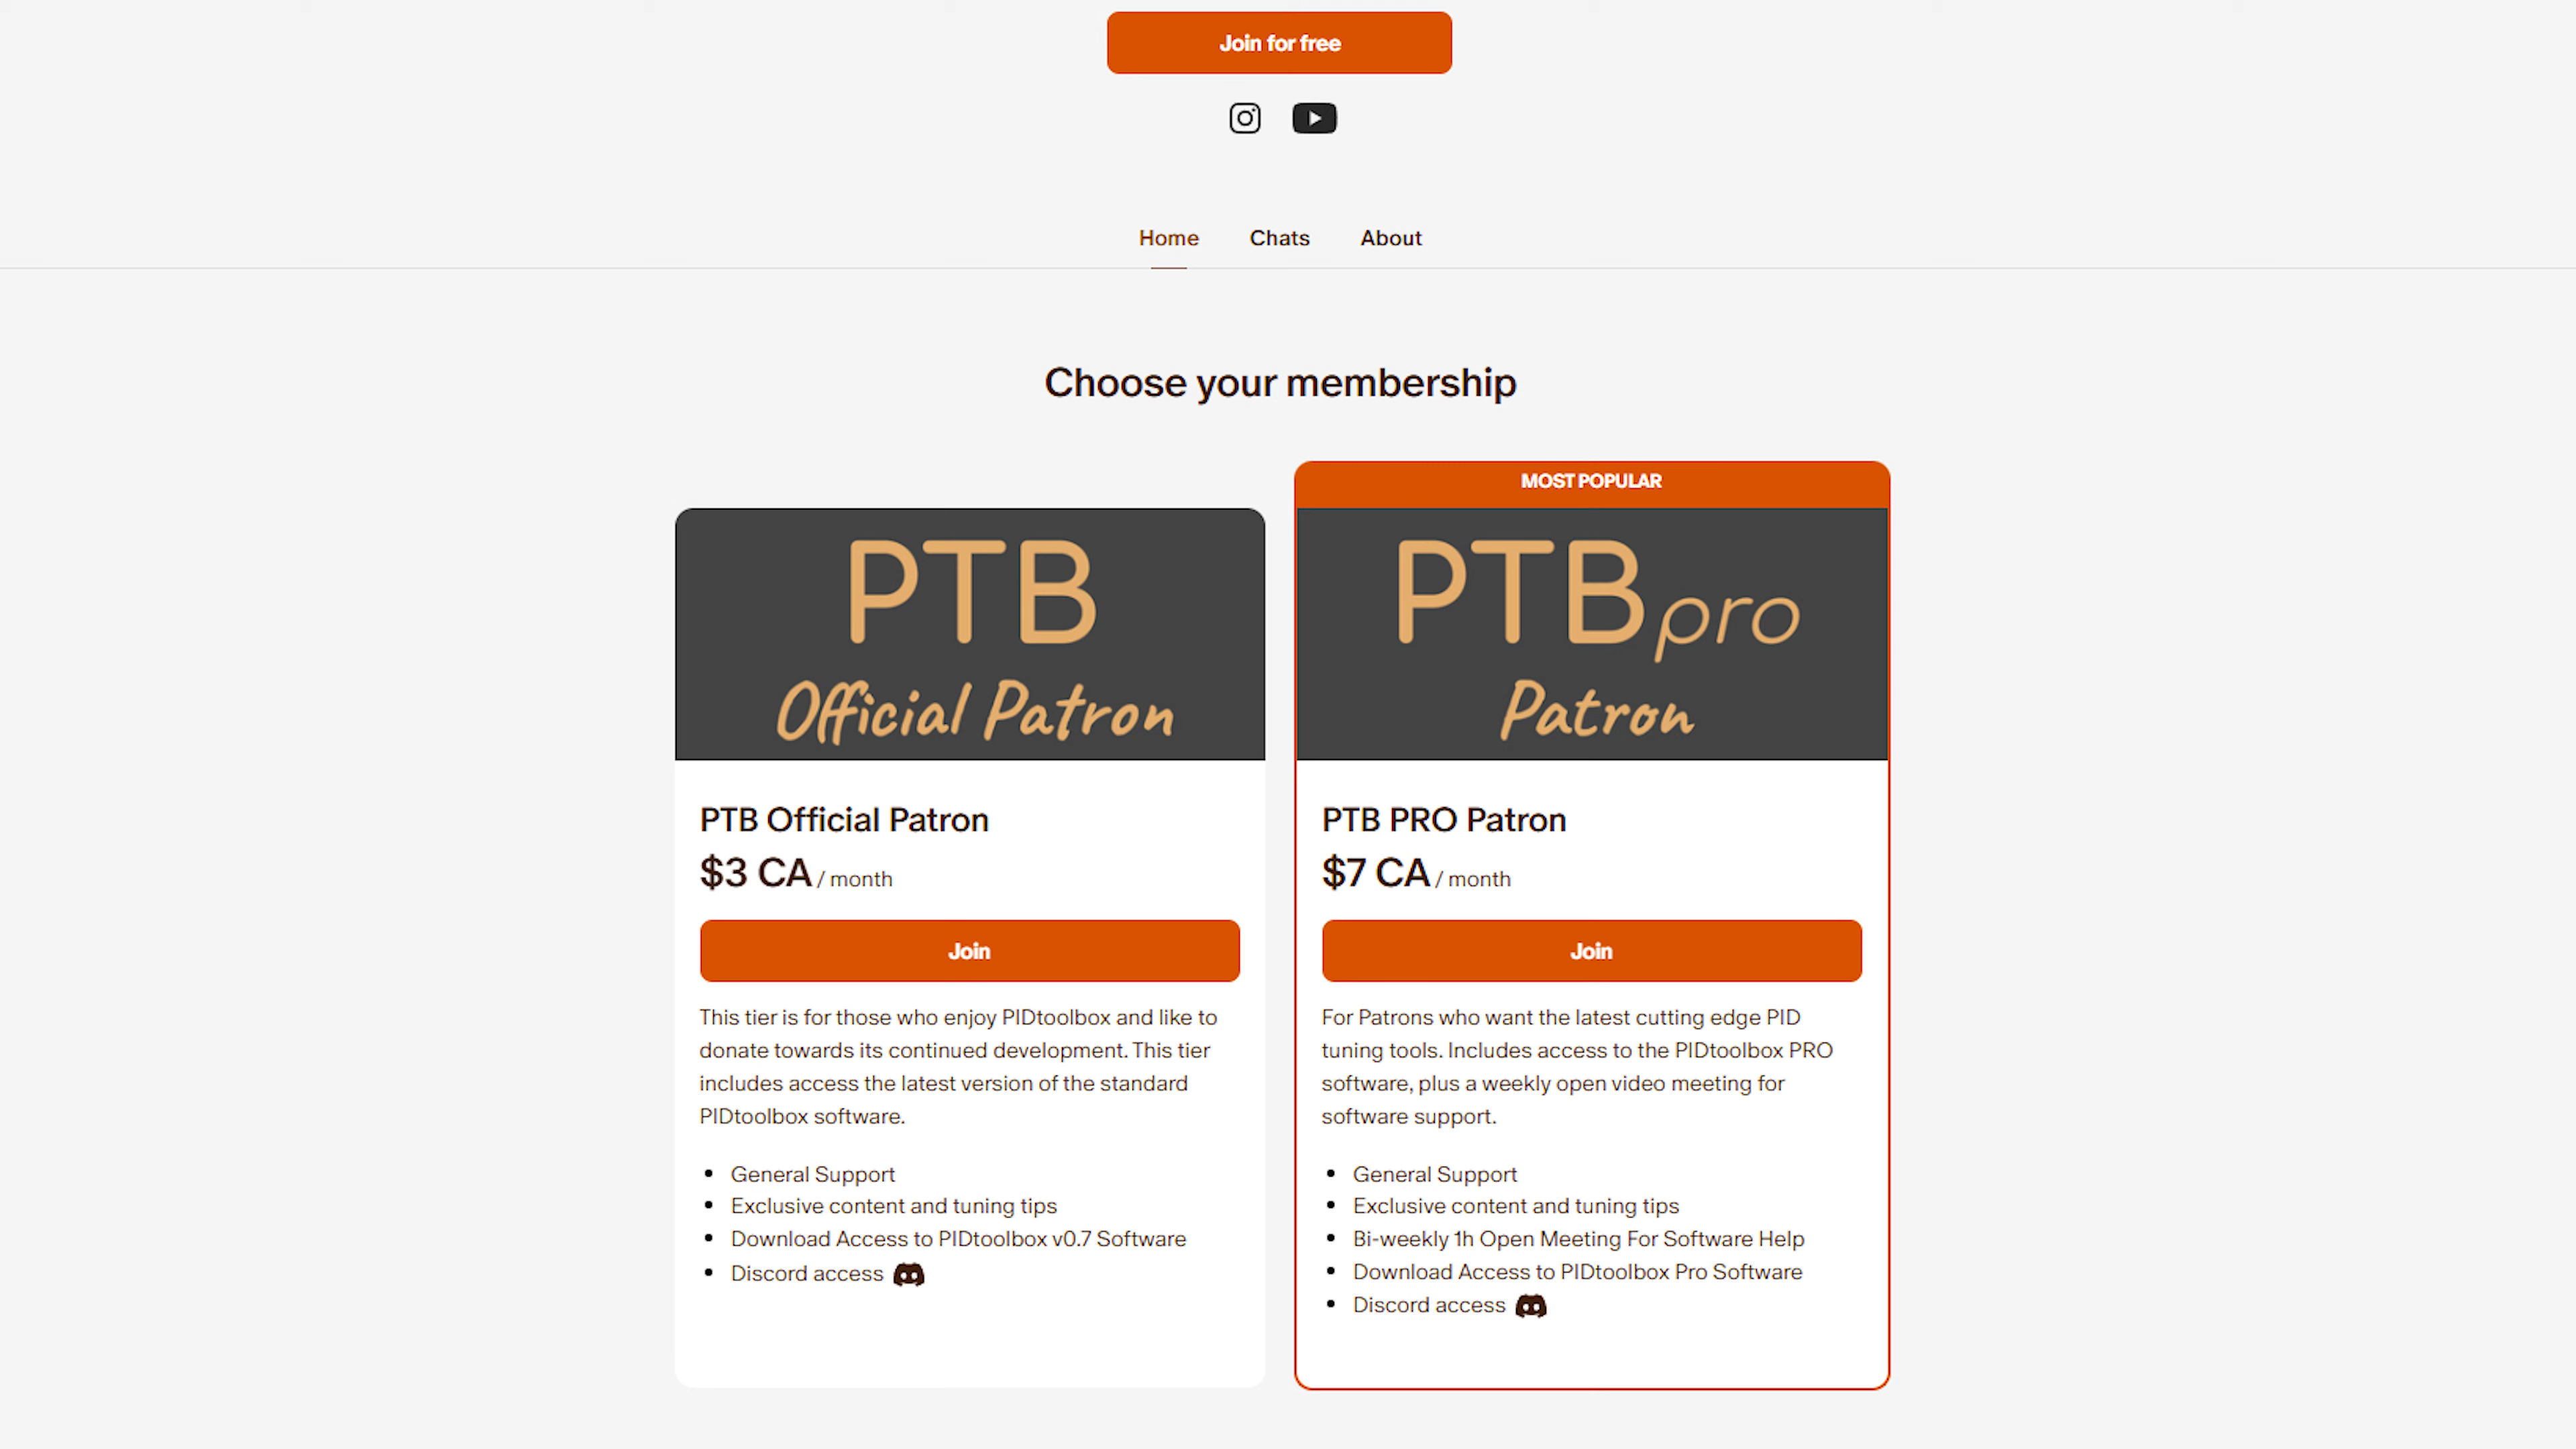 Join for free
Home Chats About
Choose your membership
PTB
Official Patron
PTB Official Patron
$3 CA / month
Join
This tier is for those who enjoy PIDtoolbox and like to
donate towards its continued development. This tier
includes access the latest version of the standard
PIDtoolbox software.
General Support
Exclusive content and tuning tips
Download Access to PIDtoolbox v0.7 Software
Discord access
MOST POPULAR
PTBpro
Patron
PTB PRO Patron
$7 CA / month
Join
For Patrons who want the latest cutting edge PID
tuning tools. Includes access to the PIDtoolbox PRO
software, plus a weekly open video meeting for
software support.
General Support
Exclusive content and tuning tips
Bi-weekly 1h Open Meeting For Software Help
Download Access to PIDtoolbox Pro Software
Discord access